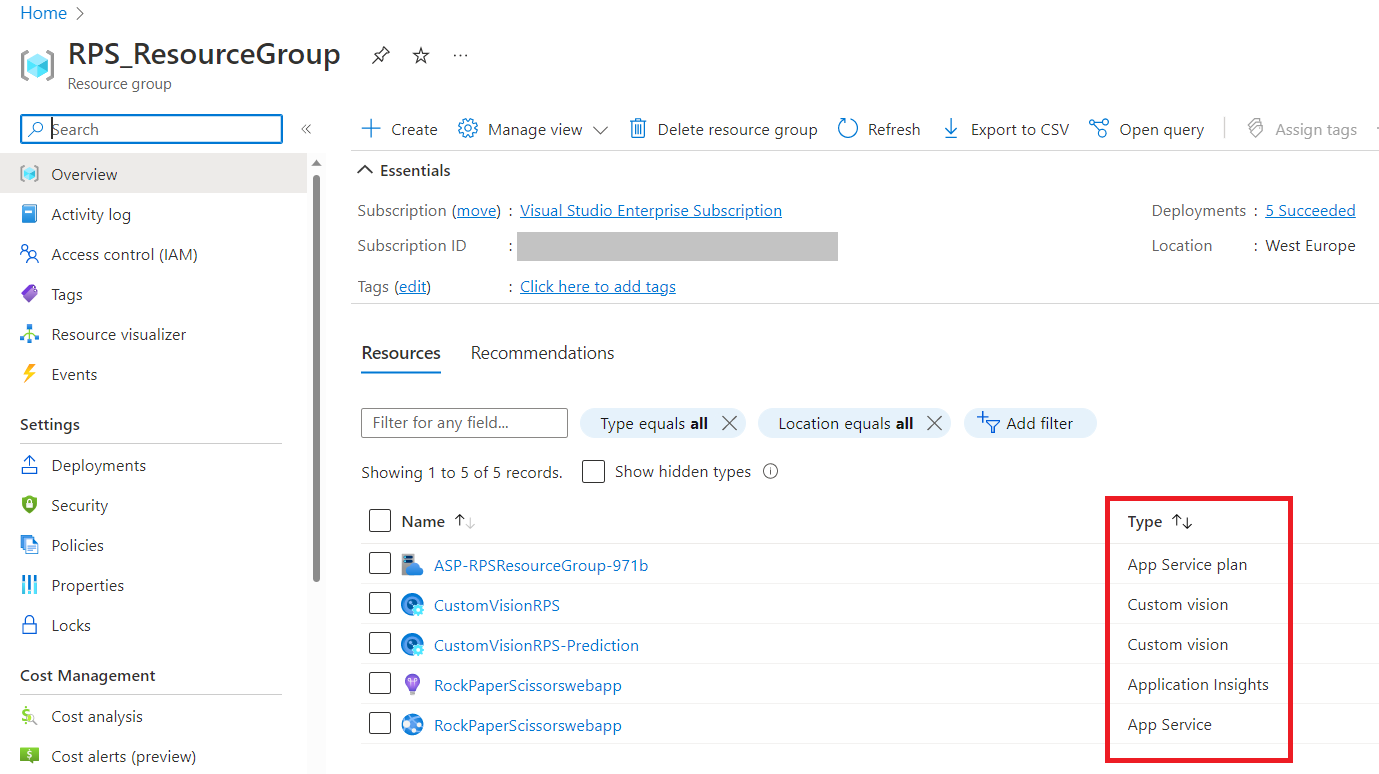 Home
RPS_ResourceGroup
Resource group
Search
Overview
Activity log
Access control (IAM)
Tags
Resource visualizer
Events
Settings
Deployments
Security
Policies
Properties
Locks
Cost Management
Cost analysis
Cost alerts (preview)
Create Manage view Delete resource group Refresh Export to CSV Open query Assign tags
Essentials
Subscription (move) : Visual Studio Enterprise Subscription Deployments : 5 Succeeded
Subscription ID : Location : West Europe
Tags (edit) : Click here to add tags
Resources Recommendations
Filter for any field... Type equals all Location equals all Add filter
Showing 1 to 5 of 5 records. Show hidden types
Name Type
ASP-RPSResourceGroup-971b App Service plan
CustomVisionRPS Custom vision
CustomVisionRPS-Prediction Custom vision
RockPaperScissorswebapp Application Insights
RockPaperScissorswebapp App Service